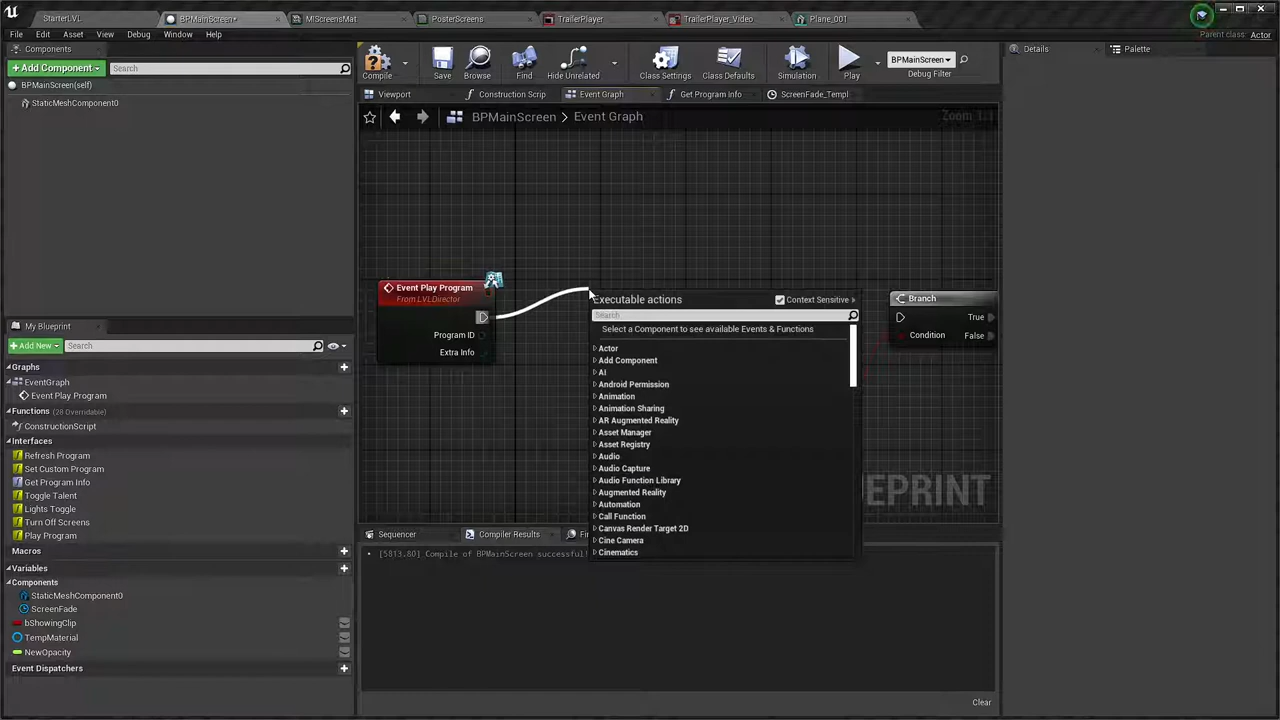 StarterLVL
BPMainScreen*
MIScreensMat
PosterScreens
TrailerPlayer
TrailerPlayer_Video
Plane_001
File
Edit
Asset
View
Debug
Window
Help
Parent class: Actor
Components
+Add Component
Search
BPMainScreen(self)
StaticMeshComponent0
Compile
Save
Browse
Find
Hide Unrelated
Class Settings
Class Defaults
Simulation
Play
BPMainScreen
Debug Filter
Details
Palette
Viewport
Construction Scrip
Event Graph
Get Program Info
ScreenFade_Templ
BPMainScreen > Event Graph
Zoom 1:1
Event Play Program
From LVLDirector
Program ID
Extra Info
Executable actions
Context Sensitive
Search
Select a Component to see available Events & Functions
Actor
Add Component
AI
Android Permission
Animation
Animation Sharing
AR Augmented Reality
Asset Manager
Asset Registry
Audio
Audio Capture
Audio Function Library
Augmented Reality
Automation
Call Function
Canvas Render Target 2D
Cine Camera
Cinematics
Branch
True
Condition
False
EPRINT
My Blueprint
+Add New
Search
Graphs
EventGraph
Event Play Program
Functions (28 Overridable)
ConstructionScript
Interfaces
Refresh Program
Set Custom Program
Get Program Info
Toggle Talent
Lights Toggle
Turn Off Screens
Play Program
Macros
Variables
Components
StaticMeshComponent0
ScreenFade
bShowingClip
TempMaterial
NewOpacity
Event Dispatchers
Sequencer
Compiler Results
Fi
[5813.80] Compile of BPMainScreen successful!
Clear